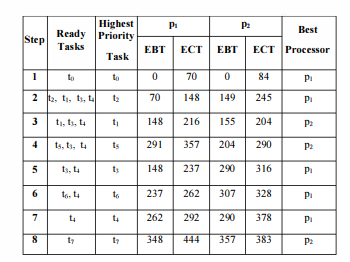 Step Ready Tasks Highest Priority Task p₁ p₂ Best Processor
EBT ECT EBT ECT
1 t₀ t₀ 0 70 0 84 p₁
2 t₂, t₁, t₃, t₄ t₂ 70 148 149 245 p₁
3 t₁, t₃, t₄ t₁ 148 216 155 204 p₂
4 t₅, t₃, t₄ t₅ 291 357 204 290 p₂
5 t₃, t₄ t₃ 148 237 290 316 p₁
6 t₆, t₄ t₆ 237 262 307 328 p₁
7 t₄ t₄ 262 292 290 378 p₁
8 t₇ t₇ 348 444 357 383 p₂